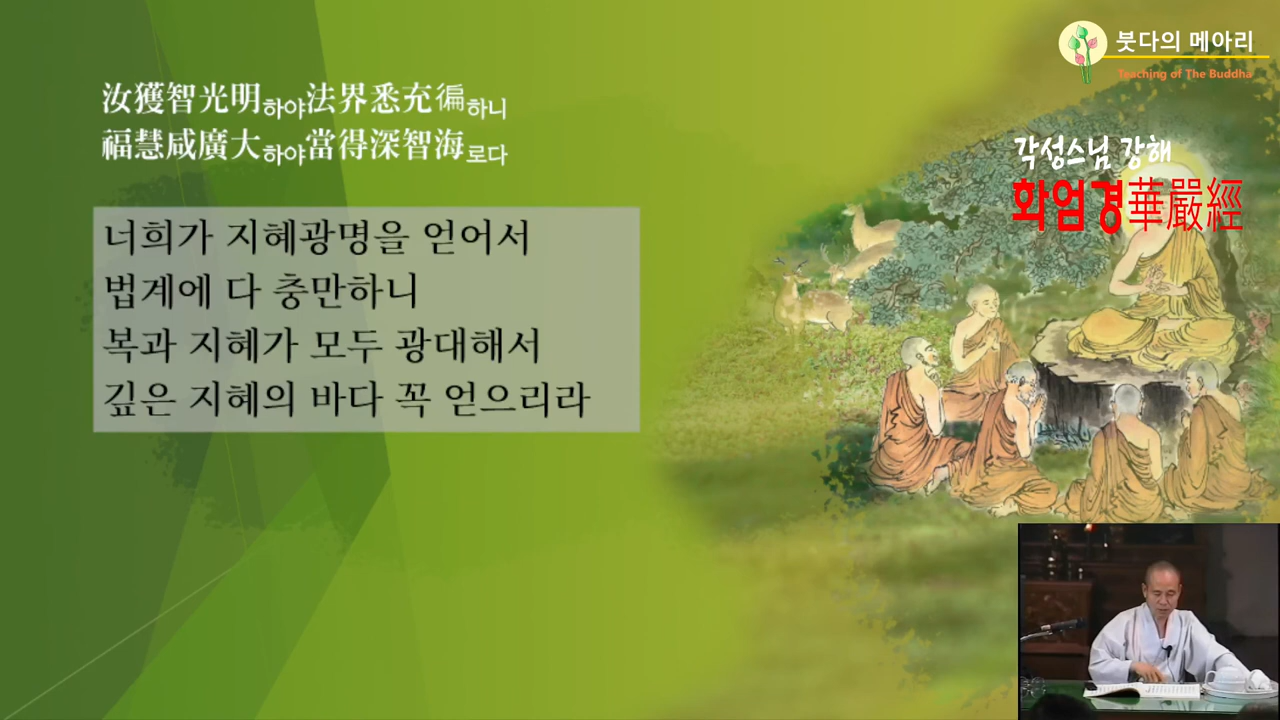 汝獲智光明하야法界悉充徧하니
福慧咸廣大하야當得深智海로다
너희가 지혜광명을 얻어서
법계에 다 충만하니
복과 지혜가 모두 광대해서
깊은 지혜의 바다 꼭 얻으리라
붓다의 메아리
Teaching of The Buddha
각성스님 강해
화엄경華嚴經